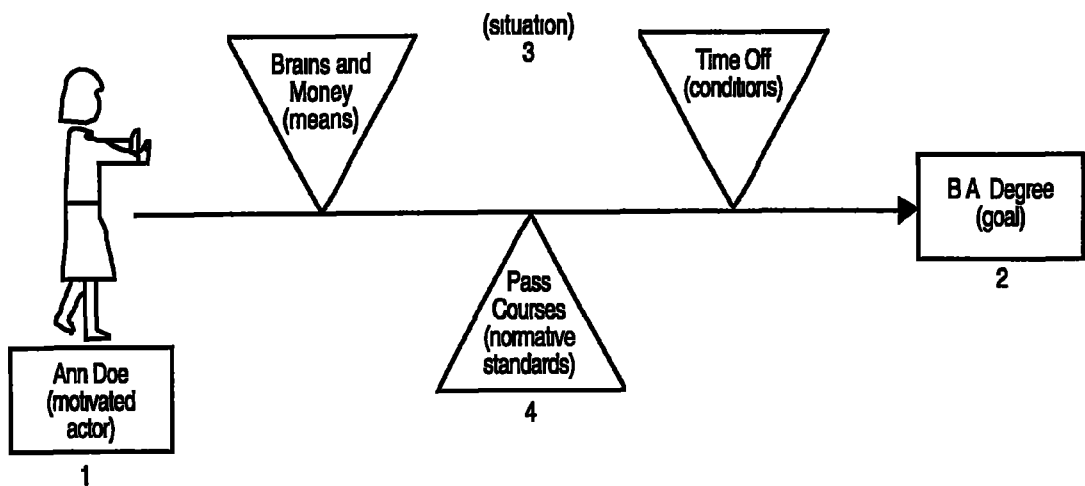 (situation)
3
Brains and
Money
(means)
Time Off
(conditions)
B A Degree
(goal)
2
Pass
Courses
(normative
standards)
4
Ann Doe
(motivated
actor)
1